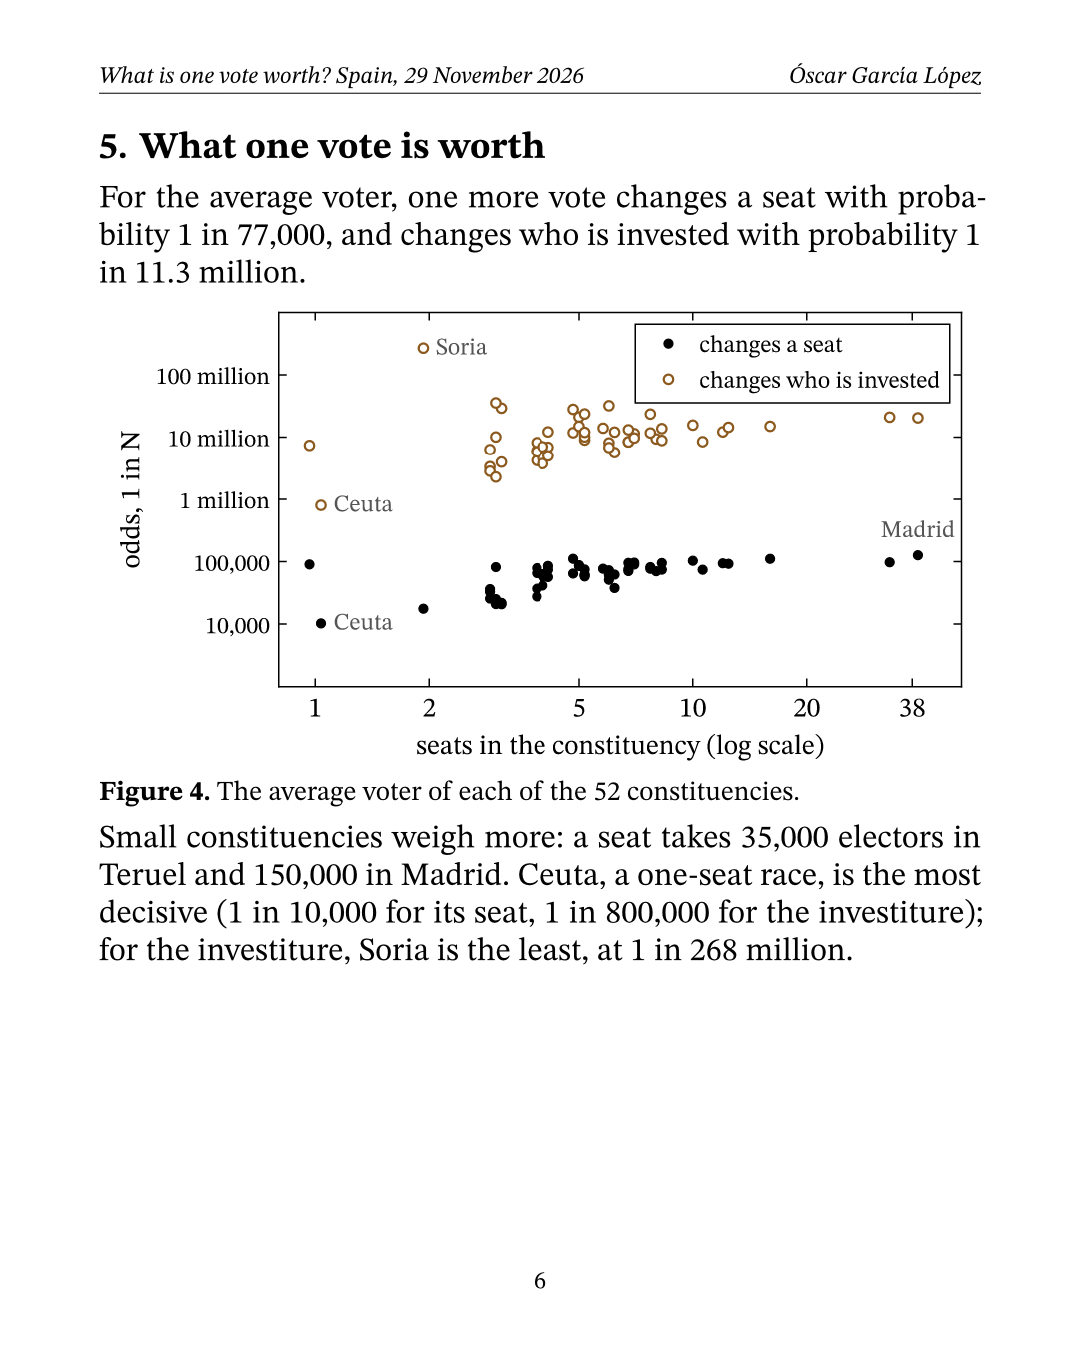 What is one vote worth? Spain, 29 November 2026
Óscar García López
5. What one vote is worth
For the average voter, one more vote changes a seat with proba-
bility 1 in 77,000, and changes who is invested with probability 1
in 11.3 million.
Soria
changes a seat
changes who is invested
100 million
10 million
1 million
100,000
10,000
odds, 1 in N
Ceuta
Madrid
Ceuta
1 2 5 10 20 38
seats in the constituency (log scale)
Figure 4. The average voter of each of the 52 constituencies.
Small constituencies weigh more: a seat takes 35,000 electors in
Teruel and 150,000 in Madrid. Ceuta, a one-seat race, is the most
decisive (1 in 10,000 for its seat, 1 in 800,000 for the investiture);
for the investiture, Soria is the least, at 1 in 268 million.
6